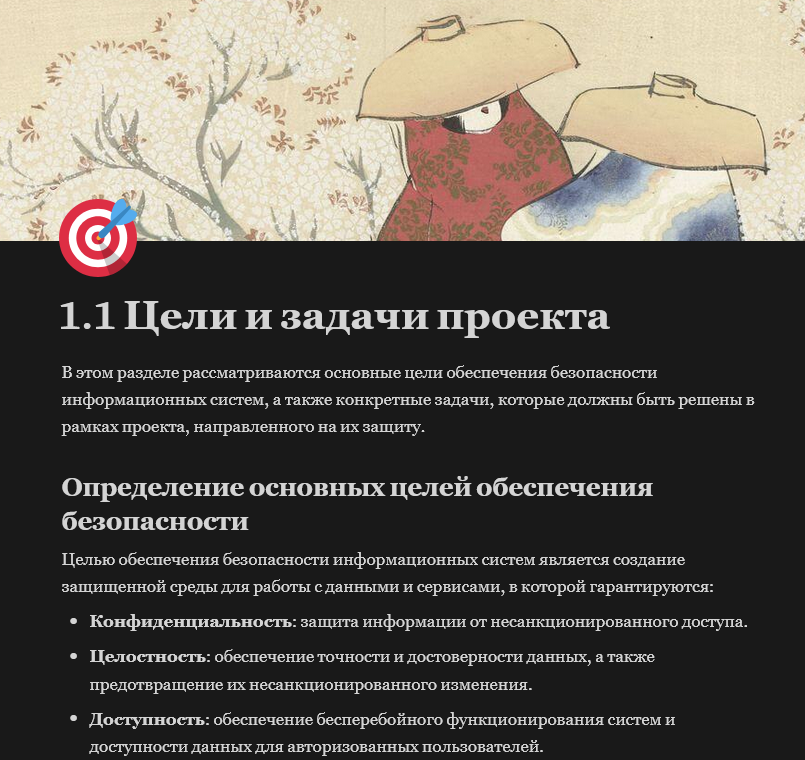 1.1 Цели и задачи проекта
В этом разделе рассматриваются основные цели обеспечения безопасности
информационных систем, а также конкретные задачи, которые должны быть решены в
рамках проекта, направленного на их защиту.
Определение основных целей обеспечения
безопасности
Целью обеспечения безопасности информационных систем является создание
защищенной среды для работы с данными и сервисами, в которой гарантируются:
• Конфиденциальность: защита информации от несанкционированного доступа.
• Целостность: обеспечение точности и достоверности данных, а также
предотвращение их несанкционированного изменения.
• Доступность: обеспечение бесперебойного функционирования систем и
доступности данных для авторизованных пользователей.